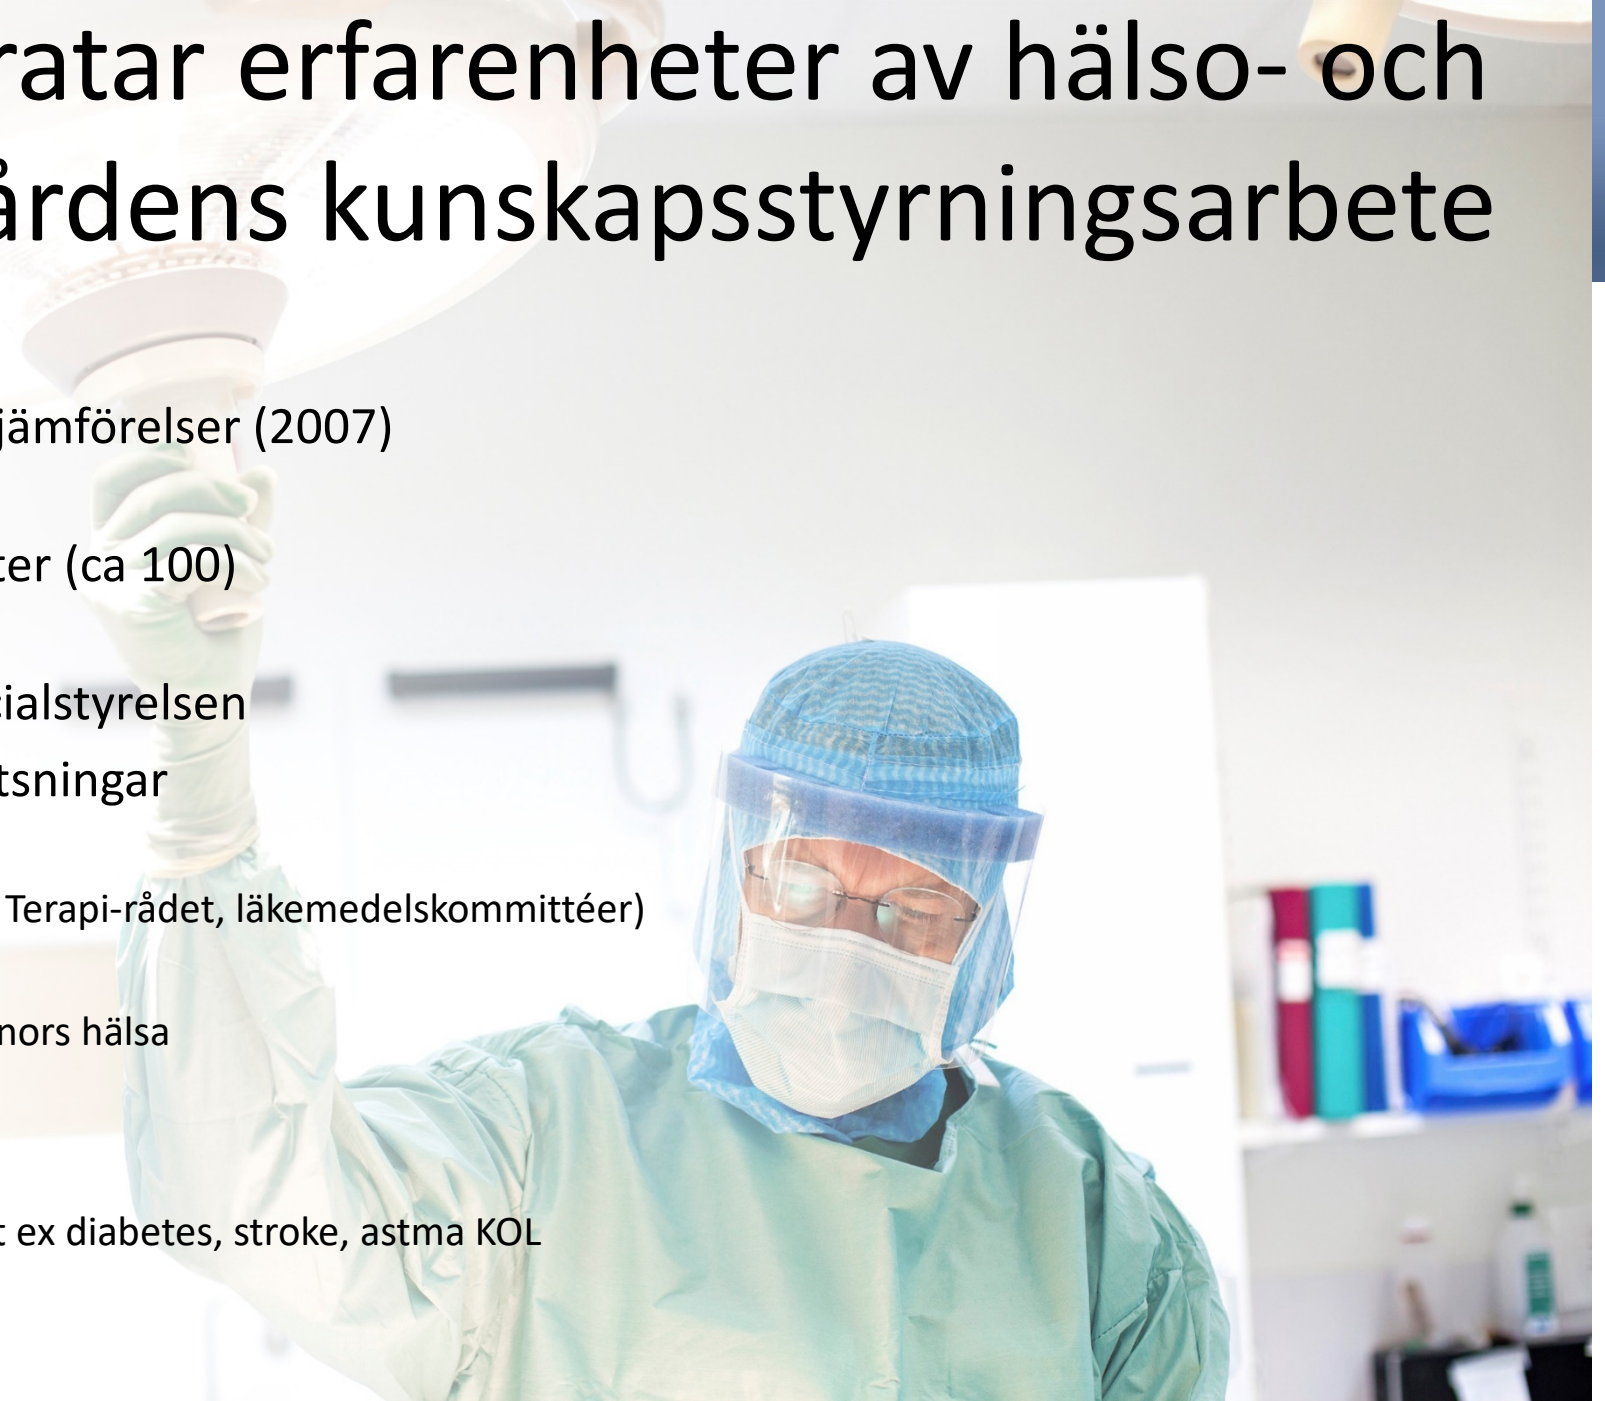 ratar erfarenheter av hälso- och
årdens kunskapsstyrningsarbete
jämförelser (2007)
ter (ca 100)
cialstyrelsen
tsningar
Terapi-rådet, läkemedelskommittéer)
nors hälsa
t ex diabetes, stroke, astma KOL